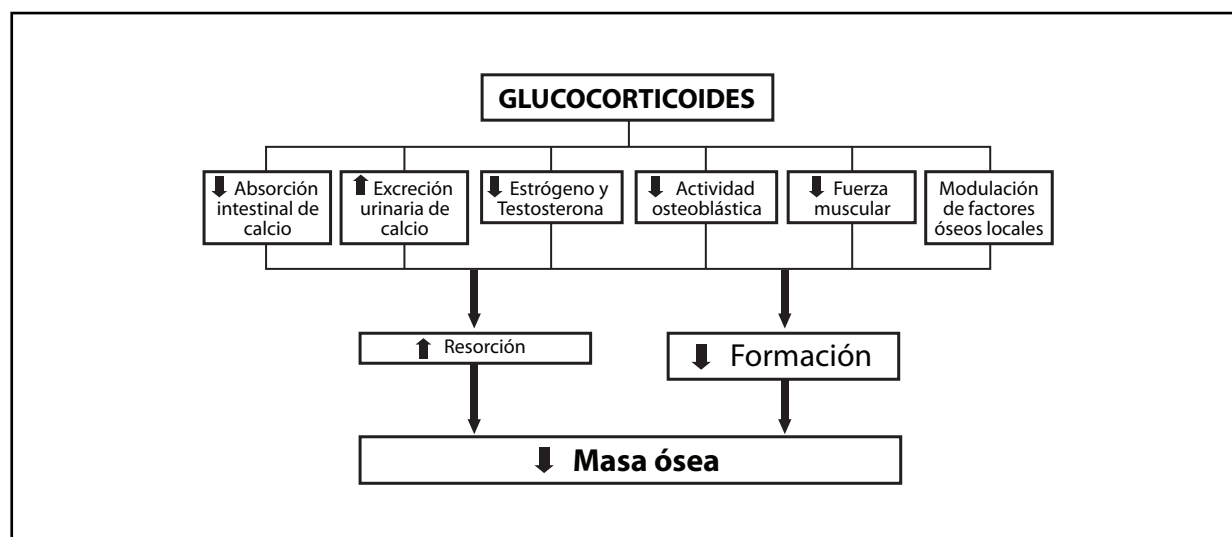 GLUCOCORTICOIDES
⬇ Absorción
intestinal de
calcio
⬆ Excreción
urinaria de
calcio
⬇ Estrógeno y
Testosterona
⬇ Actividad
osteoblástica
⬇ Fuerza
muscular
Modulación
de factores
óseos locales
⬆ Resorción
⬇ Formación
⬇ Masa ósea